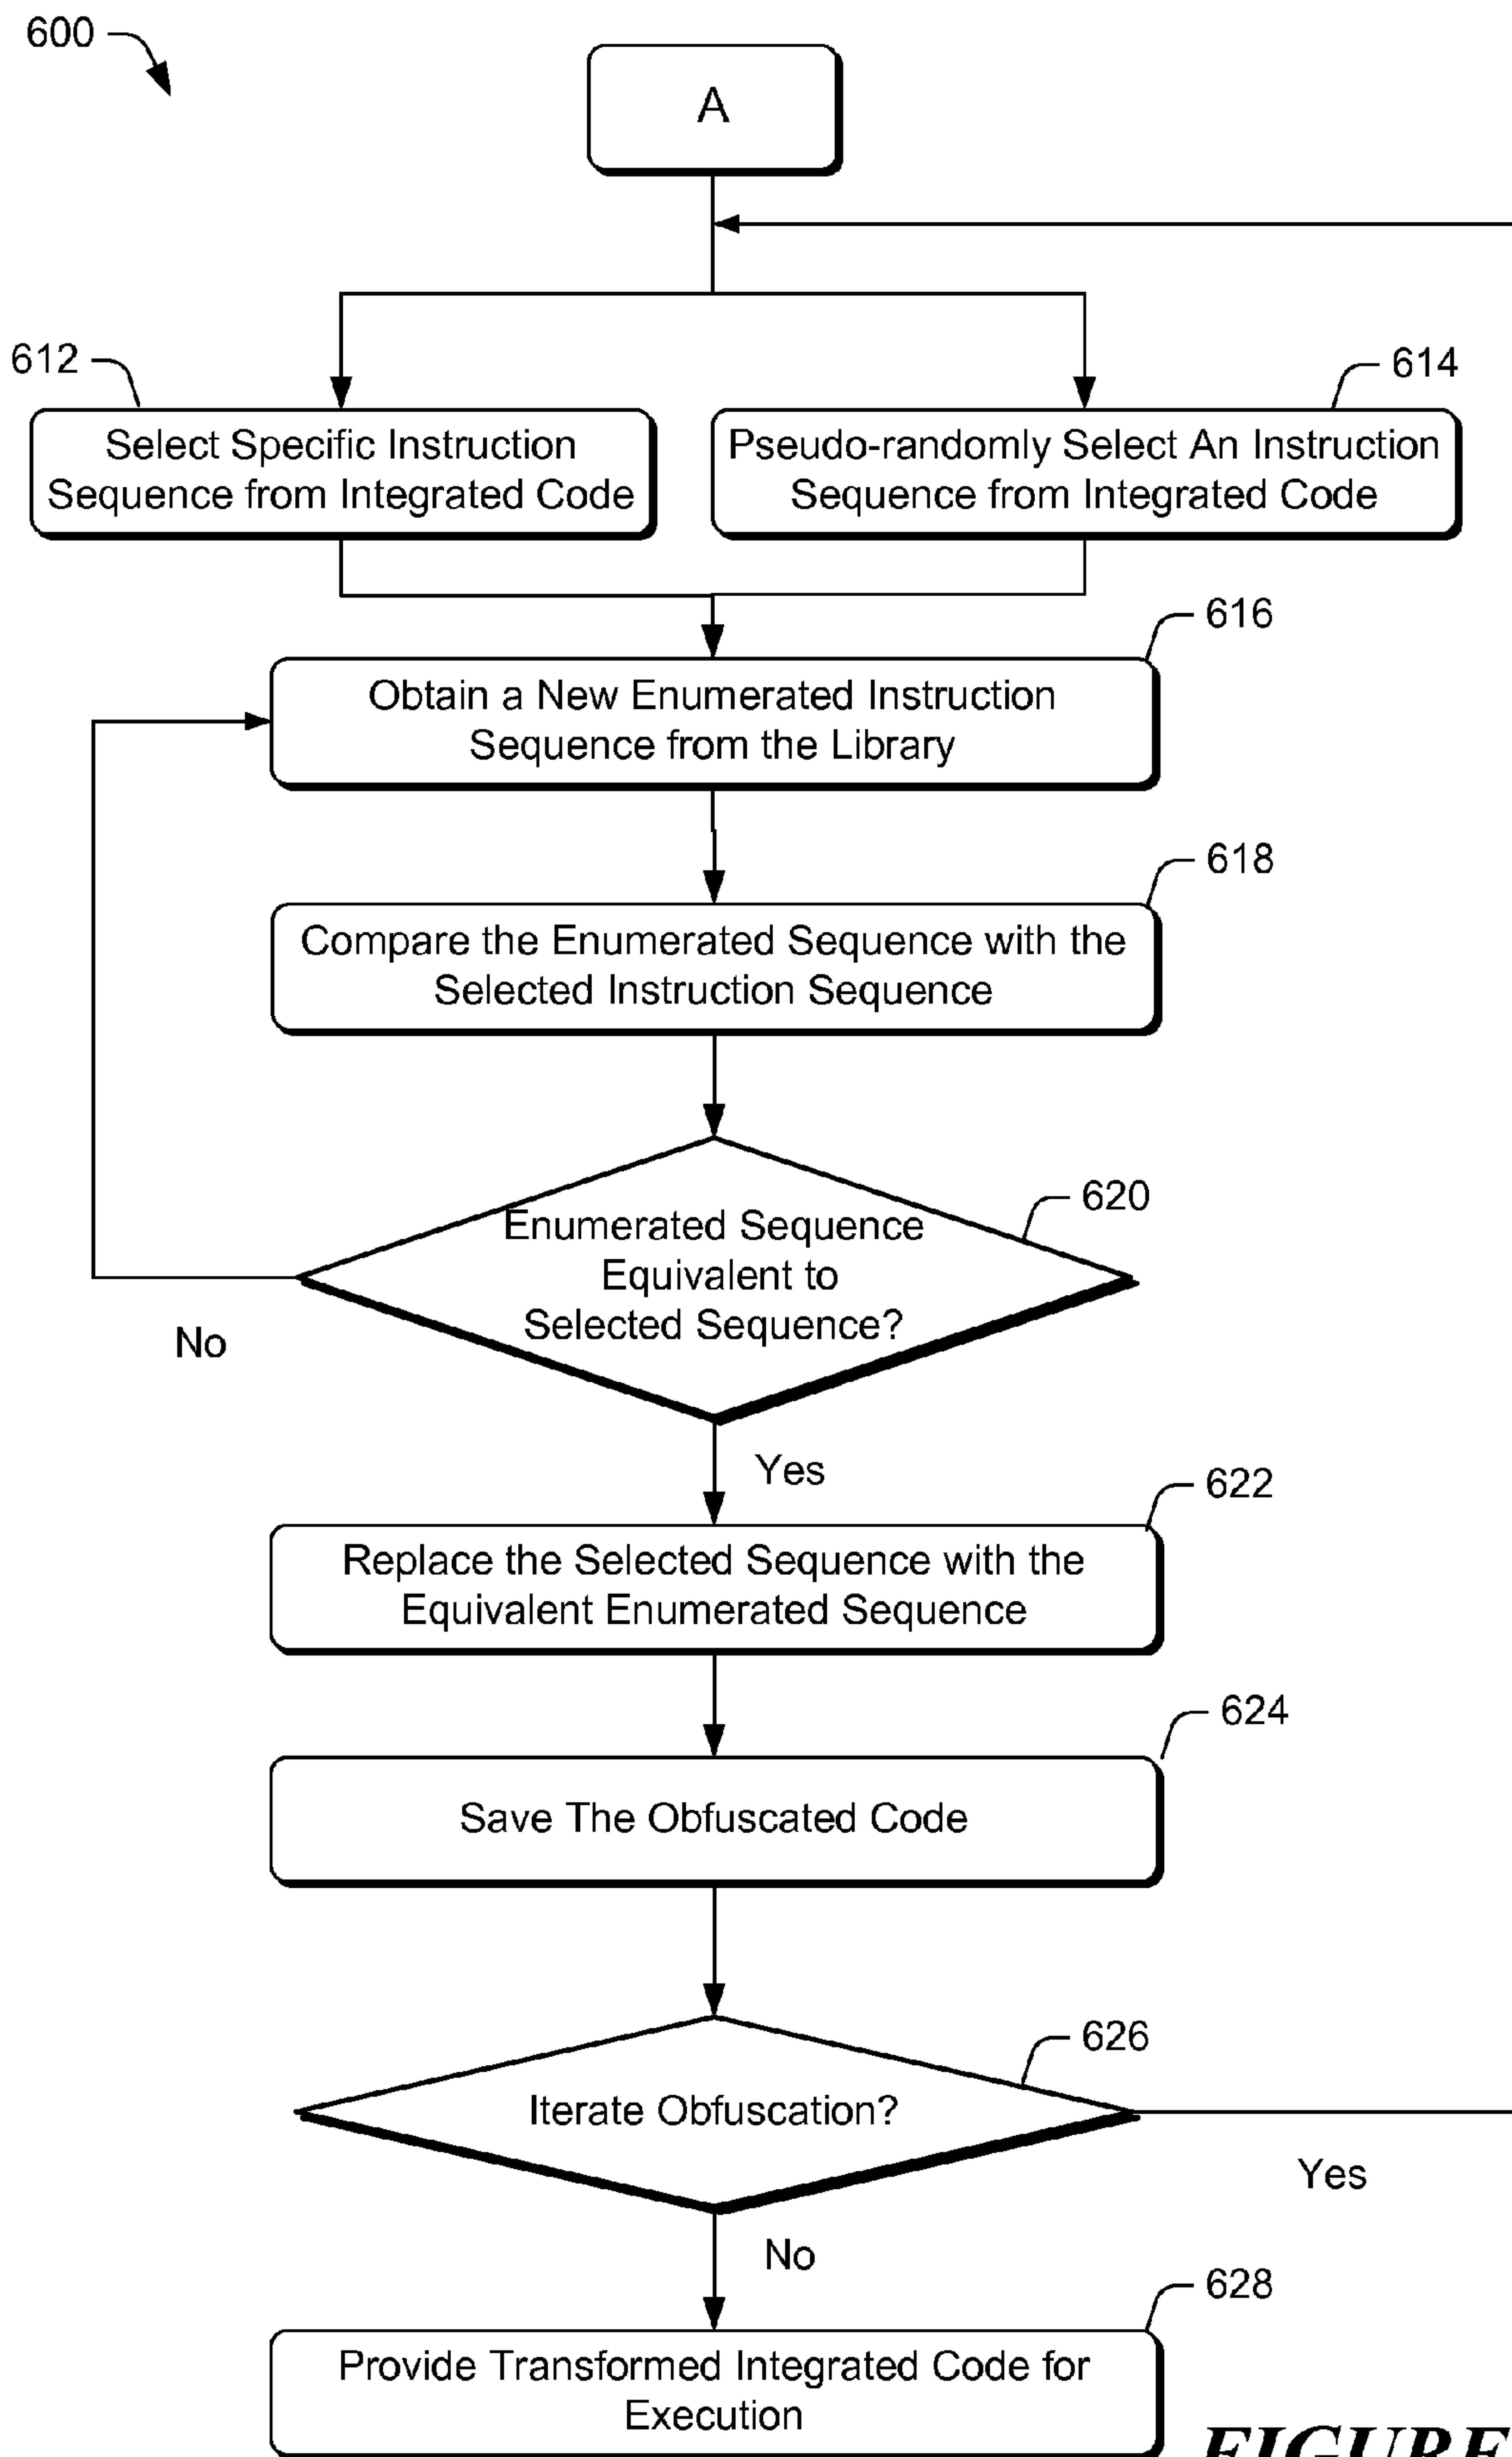 600
A
612
614
Select Specific Instruction
Sequence from Integrated Code
Pseudo-randomly Select An Instruction
Sequence from Integrated Code
616
Obtain a New Enumerated Instruction
Sequence from the Library
618
Compare the Enumerated Sequence with the
Selected Instruction Sequence
620
Enumerated Sequence
Equivalent to
Selected Sequence?
No
Yes
622
Replace the Selected Sequence with the
Equivalent Enumerated Sequence
624
Save The Obfuscated Code
626
Iterate Obfuscation?
Yes
No
628
Provide Transformed Integrated Code for
Execution
FIGURE